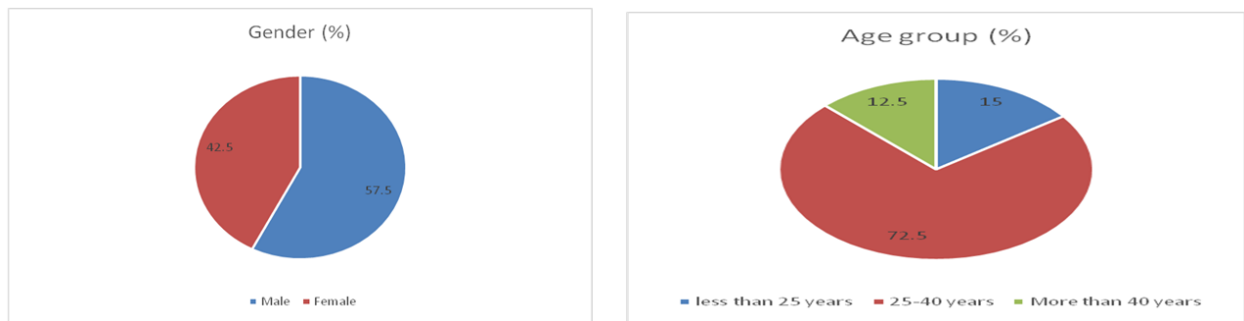 Gender (%)
42.5
57.5
Male Female
Age group (%)
12.5 15
72.5
less than 25 years 25-40 years More than 40 years